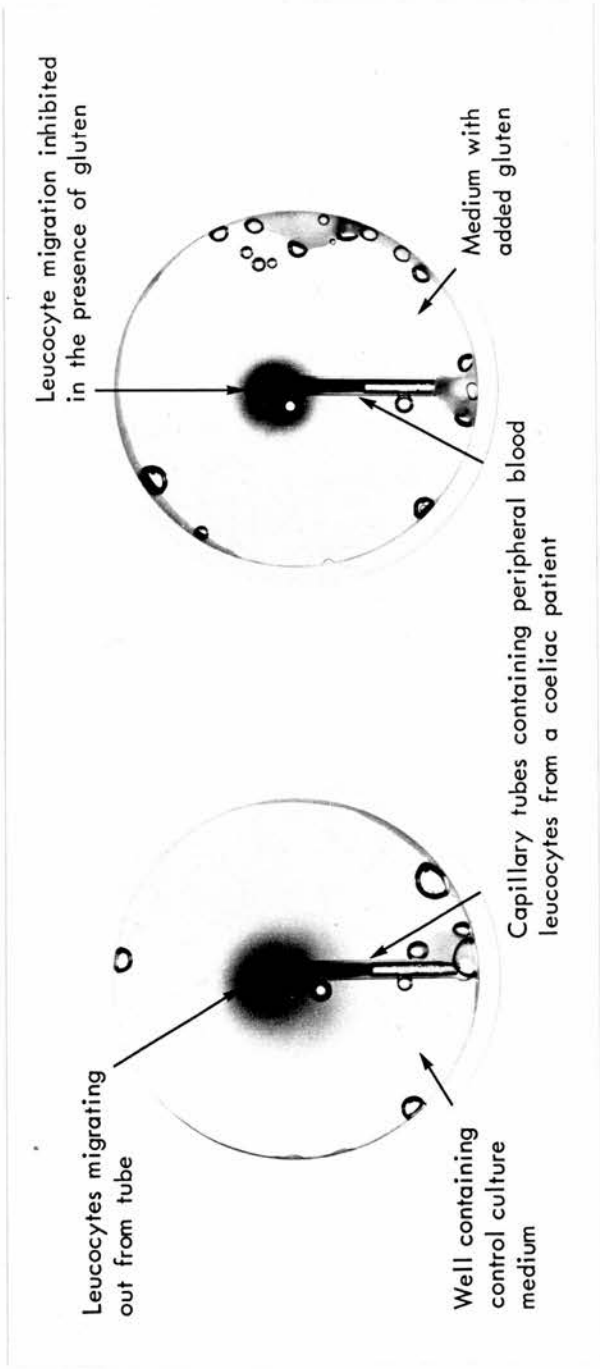 Leucocytes migrating
out from tube
Leucocyte migration inhibited
in the presence of gluten
Well containing
control culture
medium
Capillary tubes containing peripheral blood
leucocytes from a coeliac patient
Medium with
added gluten